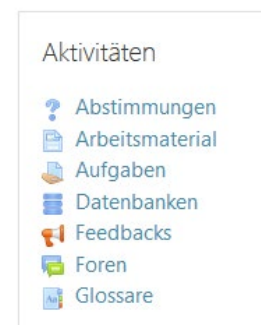 Aktivitäten
Abstimmungen
Arbeitsmaterial
Aufgaben
Datenbanken
Feedbacks
Foren
Glossare